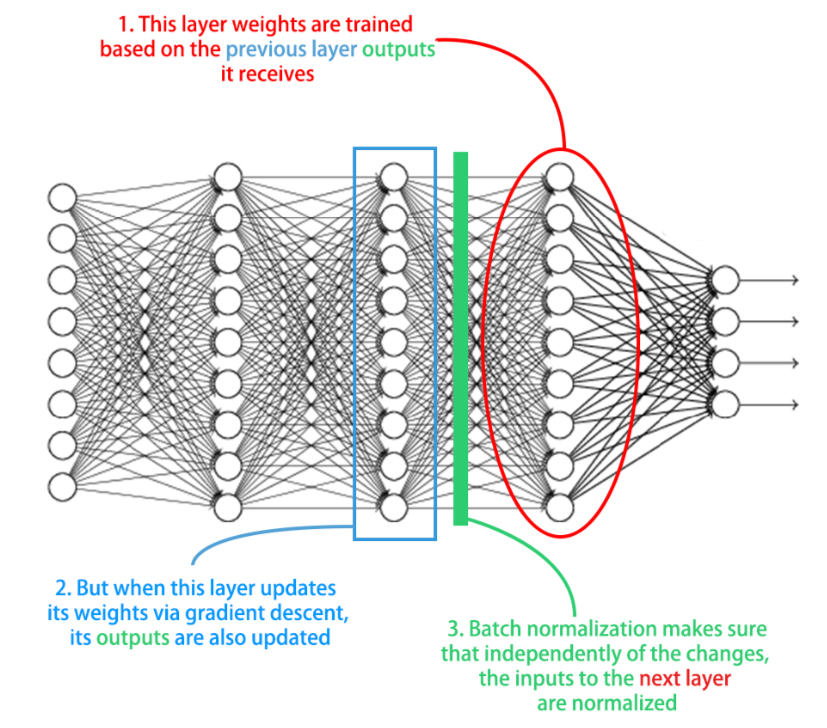 1. This layer weights are trained
based on the previous layer outputs
it receives
2. But when this layer updates
its weights via gradient descent,
its outputs are also updated
3. Batch normalization makes sure
that independently of the changes,
the inputs to the next layer
are normalized